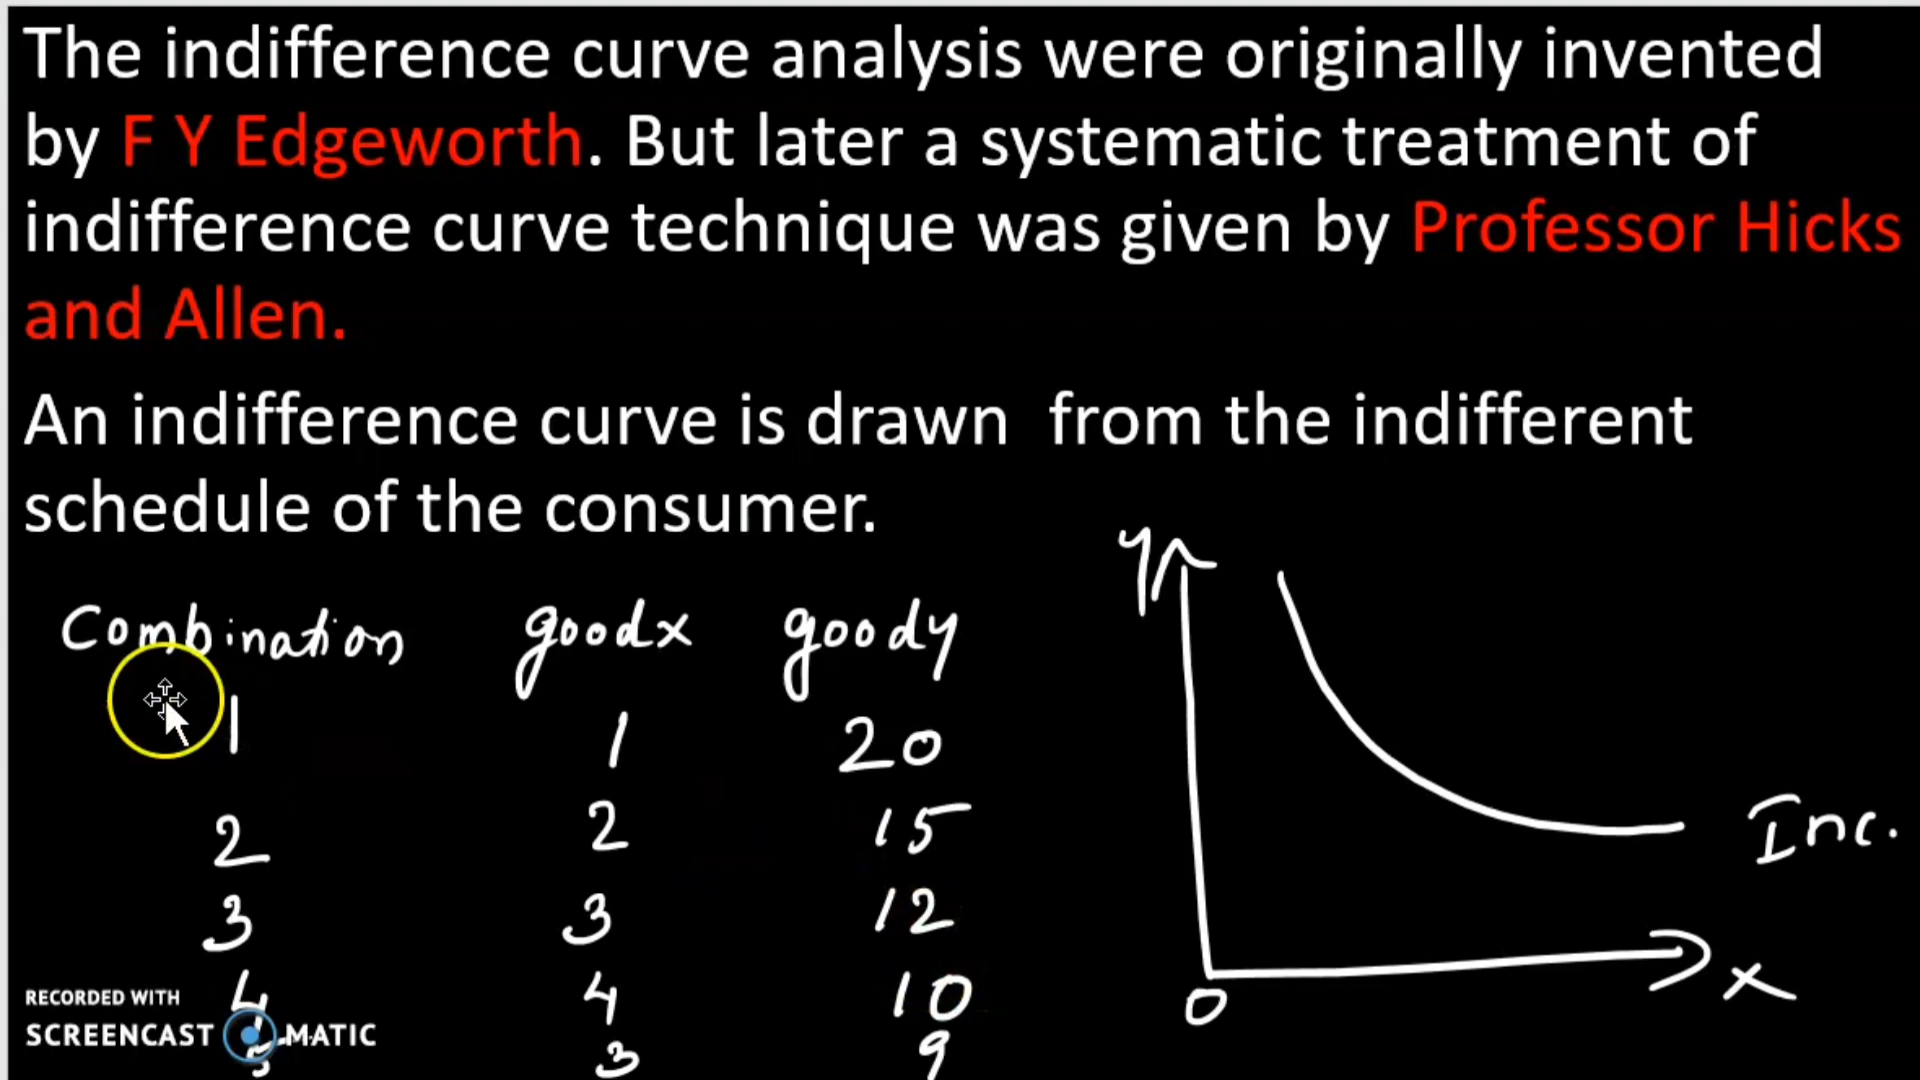 The indifference curve analysis were originally invented
by F Y Edgeworth. But later a systematic treatment of
indifference curve technique was given by Professor Hicks
and Allen.
An indifference curve is drawn from the indifferent
schedule of the consumer.
Combination goodx goody
1 1 20
2 2 15
3 3 12
4 4 10
5 3 9
y
Inc.
x
0
RECORDED WITH
SCREENCAST MATIC